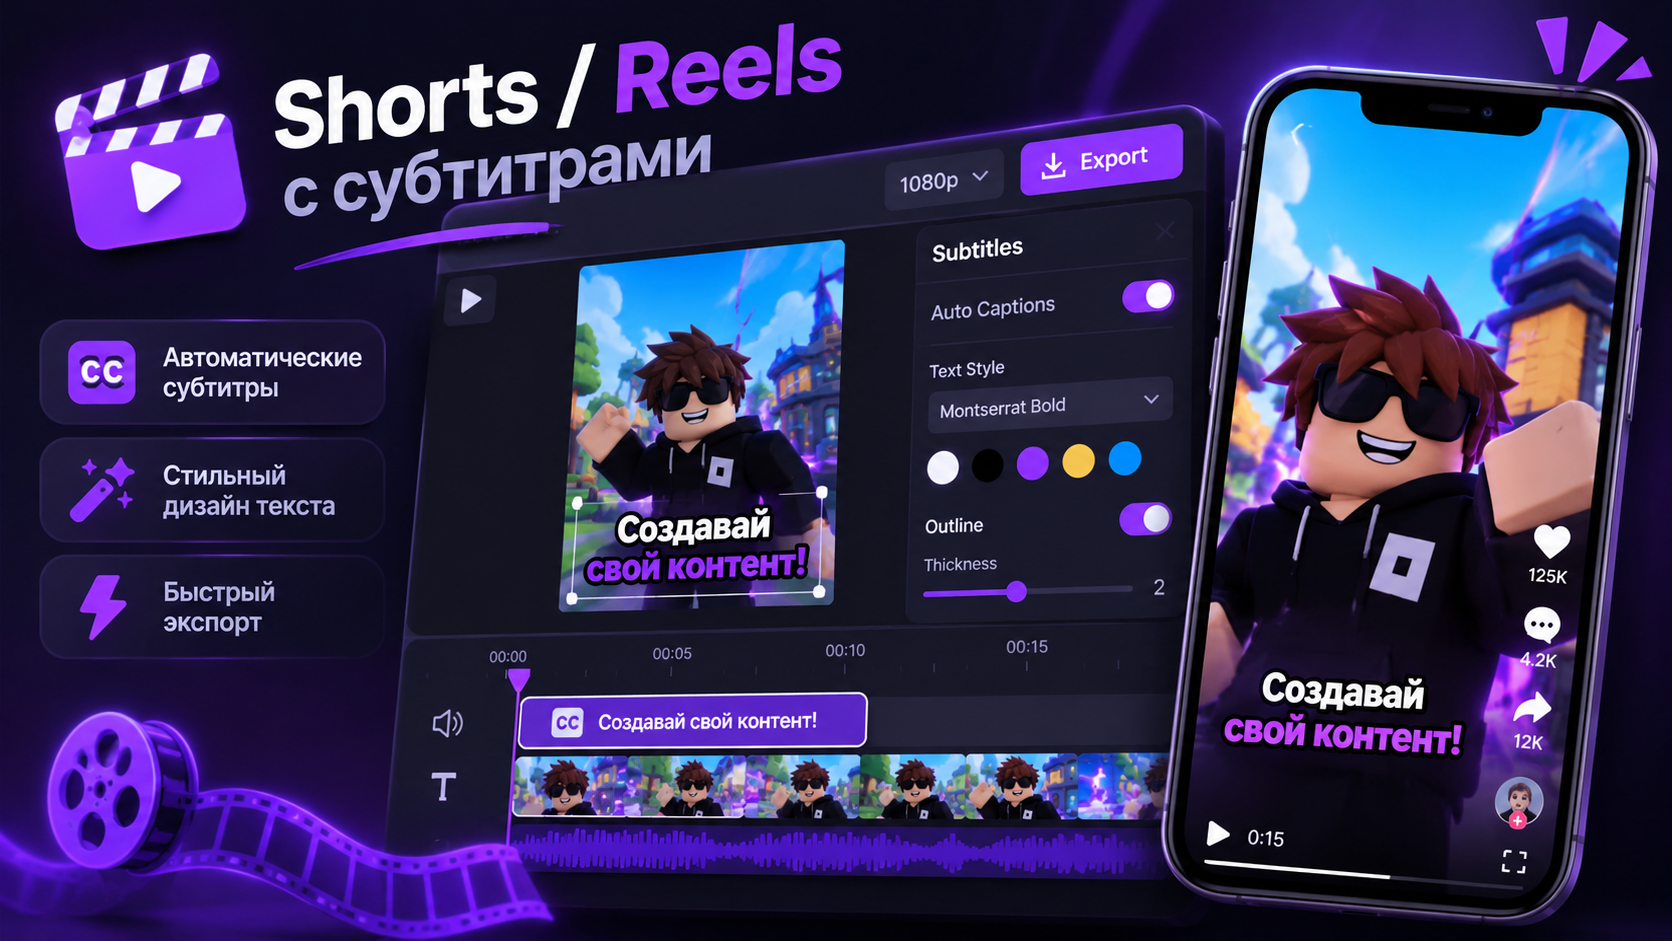 Shorts / Reels
с субтитрами
CC
Автоматические
субтитры
Стильный
дизайн текста
Быстрый
экспорт
1080p
Export
Subtitles
Auto Captions
Text Style
Montserrat Bold
Outline
Thickness
2
Создавай
свой контент!
00:00
00:05
00:10
00:15
CC
Создавай свой контент!
T
125K
4.2K
12K
Создавай
свой контент!
0:15